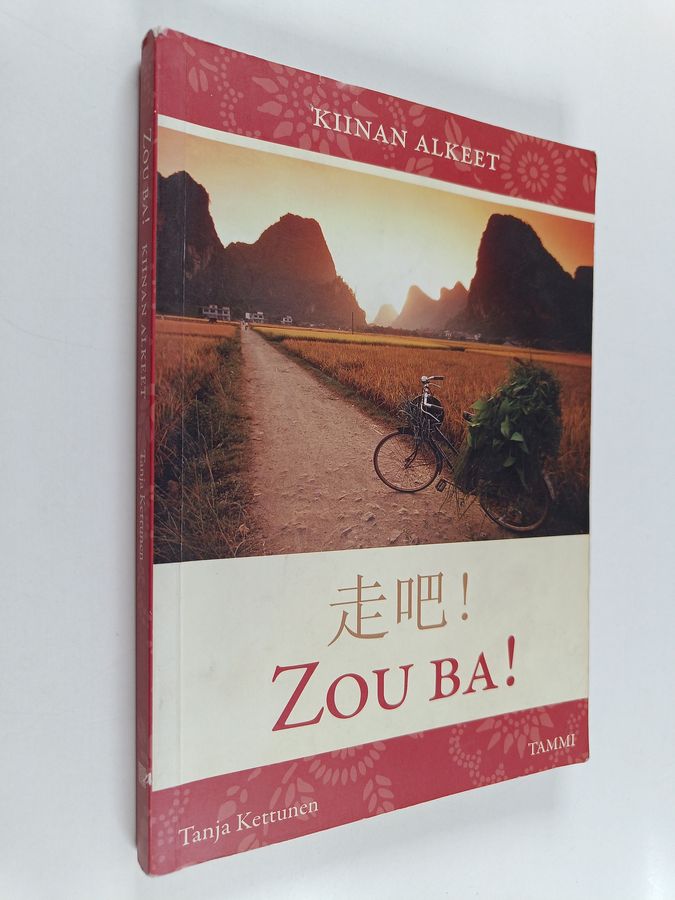 KIINAN ALKEET
走吧!
ZOU BA!
TAMMI
Tanja Kettunen
ZOU BA! KIINAN ALKEET Tanja Kettunen